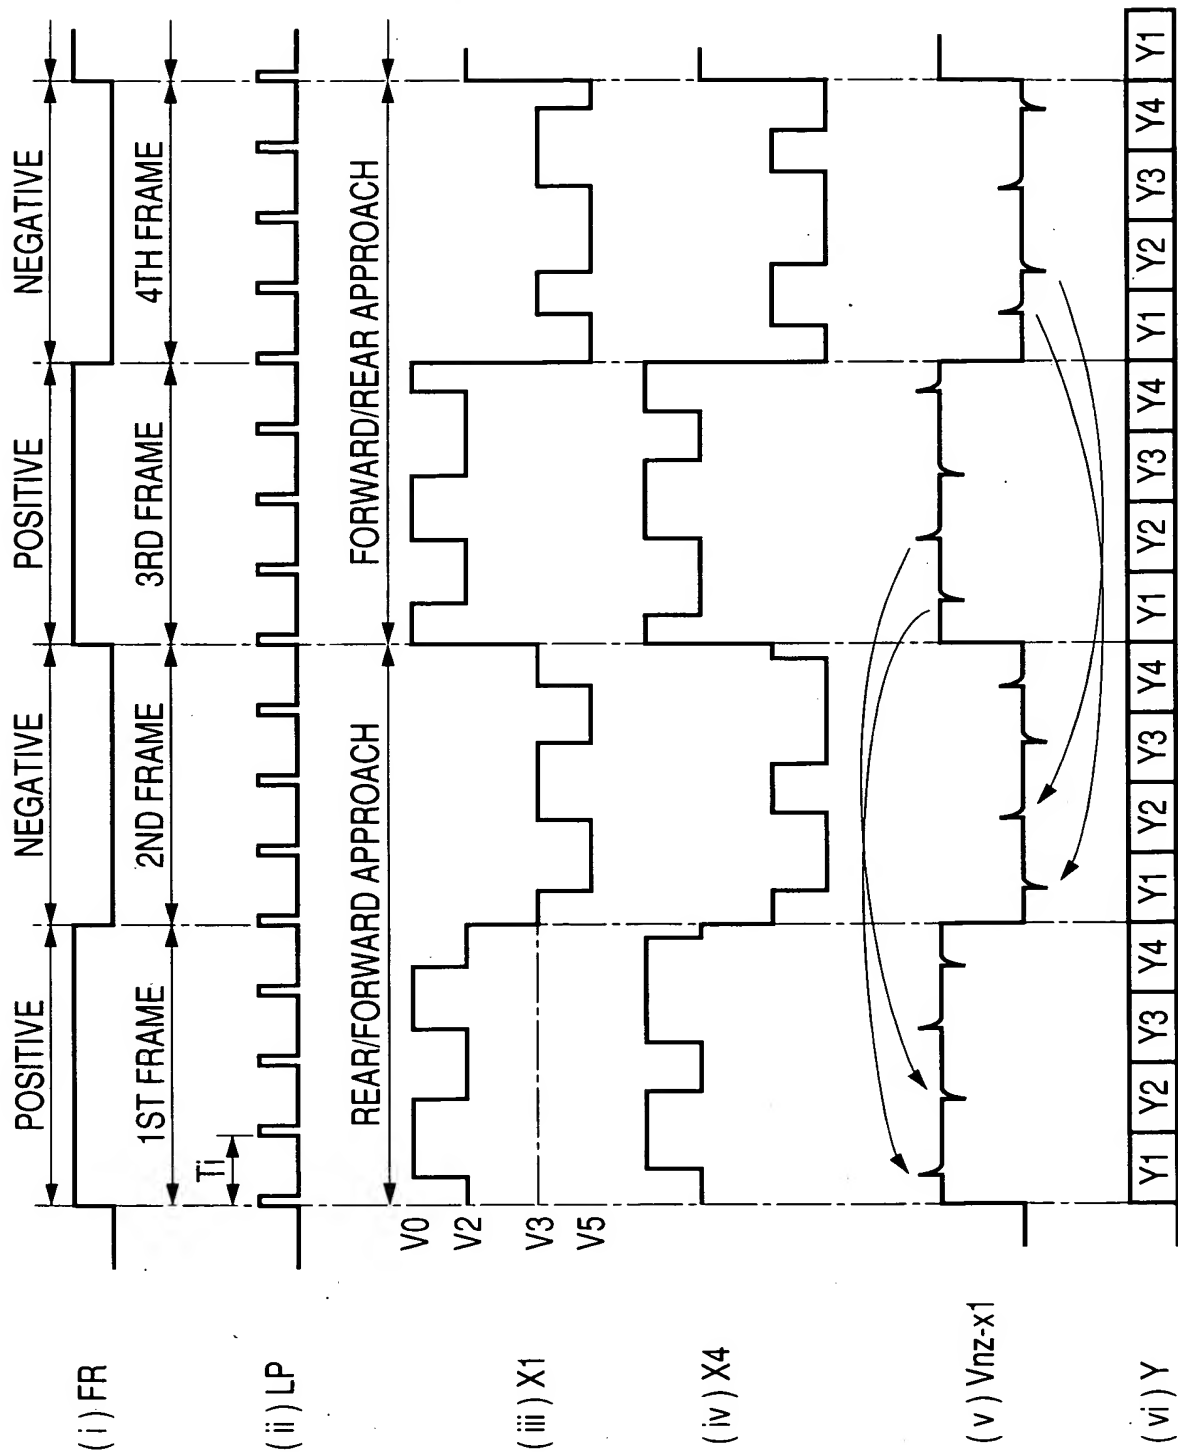 POSITIVE NEGATIVE POSITIVE NEGATIVE
(i) FR
1ST FRAME 2ND FRAME 3RD FRAME 4TH FRAME
Ti
(ii) LP
REAR/FORWARD APPROACH FORWARD/REAR APPROACH
V0
V2
V3
V5
(iii) X1
(iv) X4
(v) Vnz-x1
(vi) Y
Y1 Y2 Y3 Y4 Y1 Y2 Y3 Y4 Y1 Y2 Y3 Y4 Y1 Y2 Y3 Y4 Y1